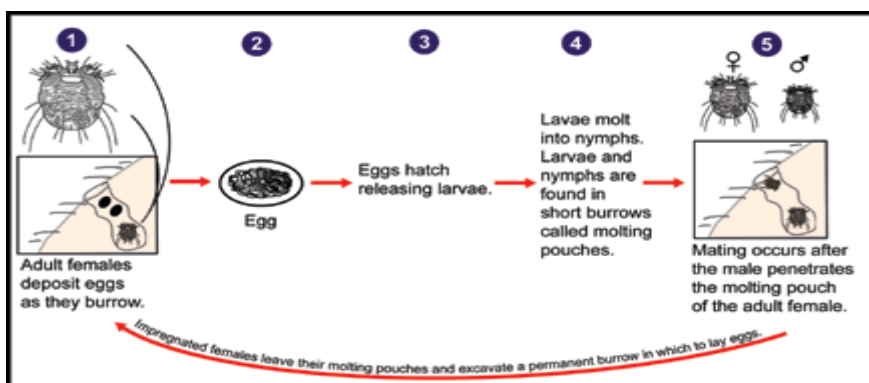 1
2
3
4
5
♀
♂
Adult females
deposit eggs
as they burrow.
Egg
Eggs hatch
releasing larvae.
Lavae molt
into nymphs.
Larvae and
nymphs are
found in
short burrows
called molting
pouches.
Mating occurs after
the male penetrates
the molting pouch
of the adult female.
Impregnated females leave their molting pouches and excavate a permanent burrow in which to lay eggs.